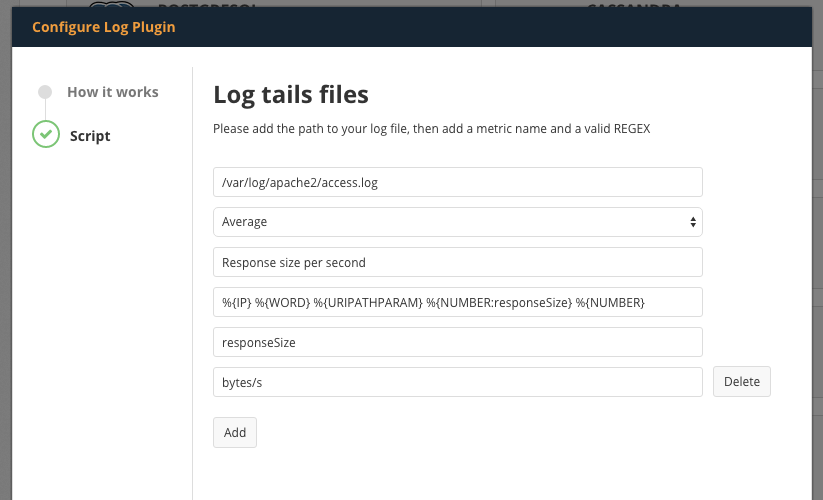 POSTGRESQL
CASSANDRA
Configure Log Plugin
How it works
Script
Log tails files
Please add the path to your log file, then add a metric name and a valid REGEX
/var/log/apache2/access.log
Average
Response size per second
%{IP} %{WORD} %{URIPATHPARAM} %{NUMBER:responseSize} %{NUMBER}
responseSize
bytes/s
Delete
Add